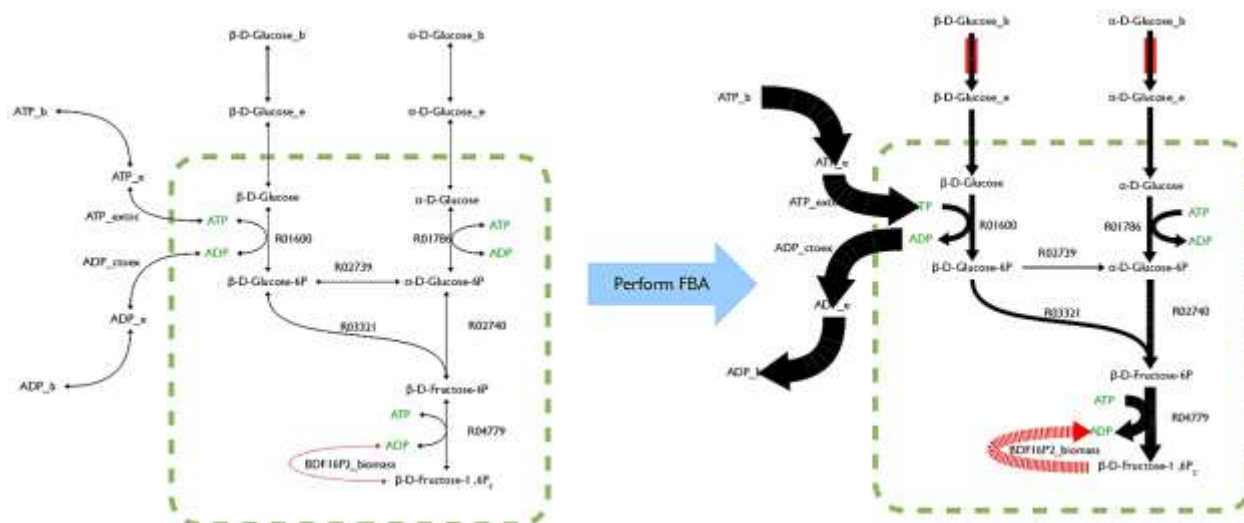 β-D-Glucose_b
α-D-Glucose_b
β-D-Glucose_e
α-D-Glucose_e
ATP_b
ATP_e
β-D-Glucose
α-D-Glucose
ATP_extoc
ATP
ATP
R01600
R01786
ADP
ADP
ADP_ctoex
R02739
β-D-Glucose-6P
α-D-Glucose-6P
ADP_e
R03321
R02740
ADP_b
β-D-Fructose-6P
ATP
R04779
ADP
BDF16P2_biomass
β-D-Fructose-1,6P2
Perform FBA
β-D-Glucose_b
α-D-Glucose_b
β-D-Glucose_e
α-D-Glucose_e
ATP_b
ATP_e
β-D-Glucose
α-D-Glucose
ATP
ATP
R01600
R01786
ADP
ADP
ADP_ctoex
R02739
β-D-Glucose-6P
α-D-Glucose-6P
R03321
R02740
β-D-Fructose-6P
ATP
R04779
ADP
BDF16P2_biomass
β-D-Fructose-1,6P2